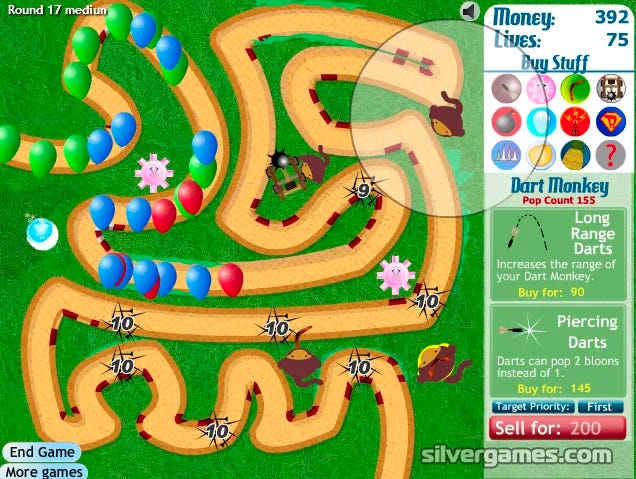 Round 17 mediun
Money: 392
Lives: 75
Buy Stuff
?
Dart Monkey
Pop Count 155
Long
Range
Darts
Increases the range of
your Dart Monkey.
Buy for: 90
Piercing
Darts
Darts can pop 2 bloons
instead of 1.
Buy for: 145
Target Priority: First
Sell for: 200
9
10
10
10
10
10
10
End Game
More games
silvergames.com